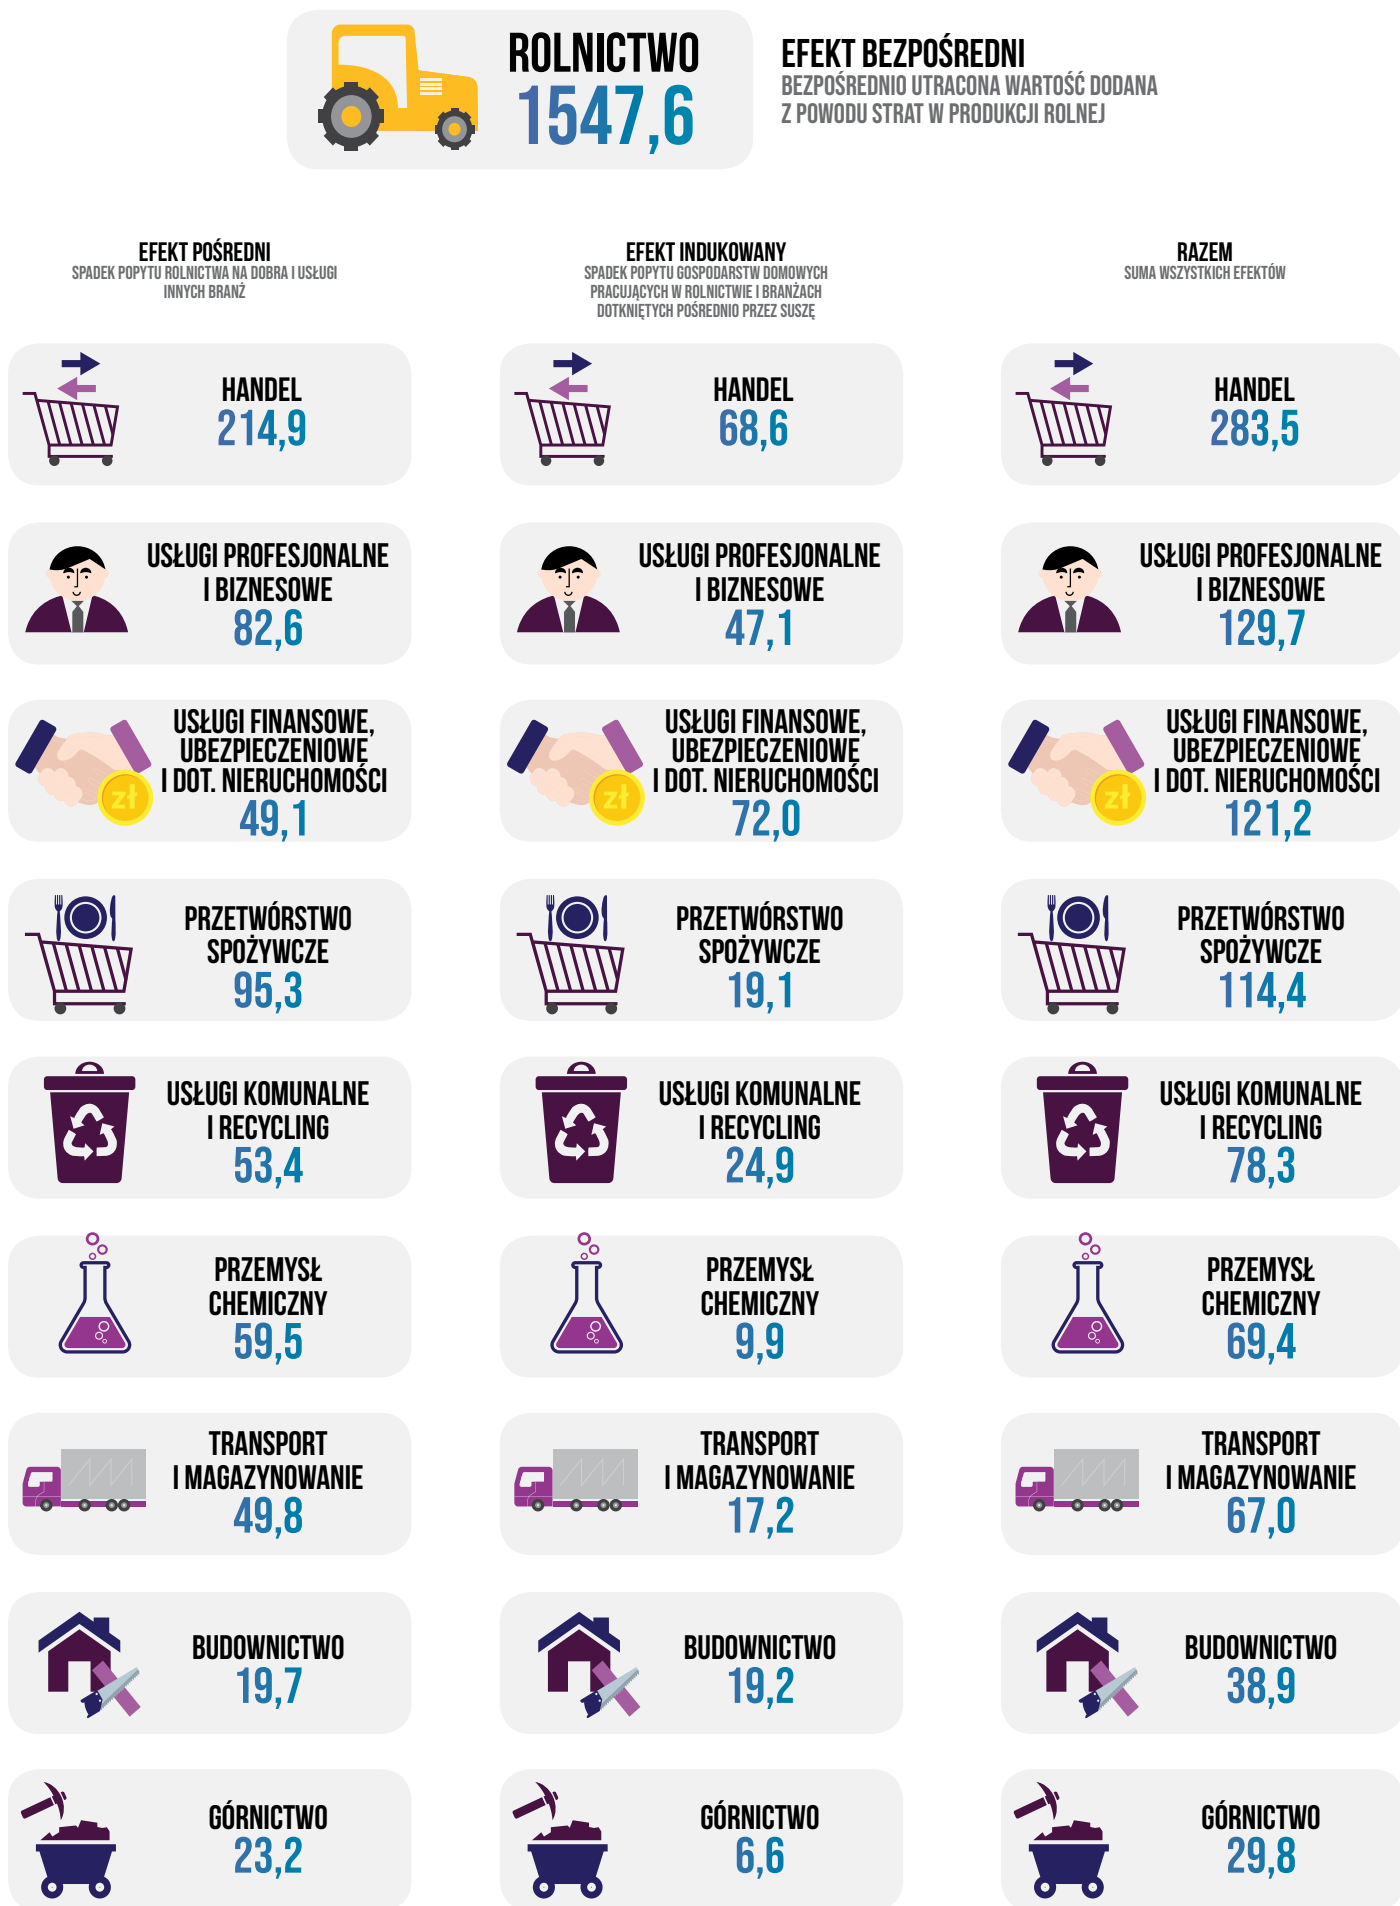 ROLNICTWO
1547,6
EFEKT BEZPOŚREDNI
BEZPOŚREDNIO UTRACONA WARTOŚĆ DODANA
Z POWODU STRAT W PRODUKCJI ROLNEJ
EFEKT POŚREDNI
SPADEK POPYTU ROLNICTWA NA DOBRA I USŁUGI
INNYCH BRANŻ
EFEKT INDUKOWANY
SPADEK POPYTU GOSPODARSTW DOMOWYCH
PRACUJĄCYCH W ROLNICTWIE I BRANŻACH
DOTKNIĘTYCH POŚREDNIO PRZEZ SUSZĘ
RAZEM
SUMA WSZYSTKICH EFEKTÓW
HANDEL
214,9
HANDEL
68,6
HANDEL
283,5
USŁUGI PROFESJONALNE
I BIZNESOWE
82,6
USŁUGI PROFESJONALNE
I BIZNESOWE
47,1
USŁUGI PROFESJONALNE
I BIZNESOWE
129,7
USŁUGI FINANSOWE,
UBEZPIECZENIOWE
I DOT. NIERUCHOMOŚCI
49,1
zł
USŁUGI FINANSOWE,
UBEZPIECZENIOWE
I DOT. NIERUCHOMOŚCI
72,0
zł
USŁUGI FINANSOWE,
UBEZPIECZENIOWE
I DOT. NIERUCHOMOŚCI
121,2
zł
PRZETWÓRSTWO
SPOŻYWCZE
95,3
PRZETWÓRSTWO
SPOŻYWCZE
19,1
PRZETWÓRSTWO
SPOŻYWCZE
114,4
USŁUGI KOMUNALNE
I RECYCLING
53,4
USŁUGI KOMUNALNE
I RECYCLING
24,9
USŁUGI KOMUNALNE
I RECYCLING
78,3
PRZEMYSŁ
CHEMICZNY
59,5
PRZEMYSŁ
CHEMICZNY
9,9
PRZEMYSŁ
CHEMICZNY
69,4
TRANSPORT
I MAGAZYNOWANIE
49,8
TRANSPORT
I MAGAZYNOWANIE
17,2
TRANSPORT
I MAGAZYNOWANIE
67,0
BUDOWNICTWO
19,7
BUDOWNICTWO
19,2
BUDOWNICTWO
38,9
GÓRNICTWO
23,2
GÓRNICTWO
6,6
GÓRNICTWO
29,8